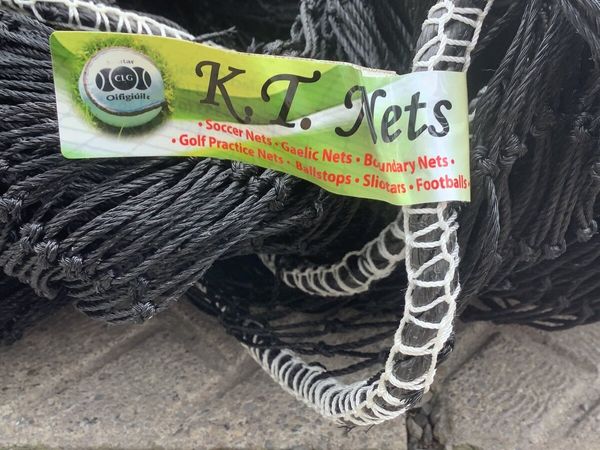 CLG
Oifigiúil
K.T. Nets
• Soccer Nets • Gaelic Nets • Boundary Nets •
• Golf Practice Nets • Ballstops • Sliotars • Footballs